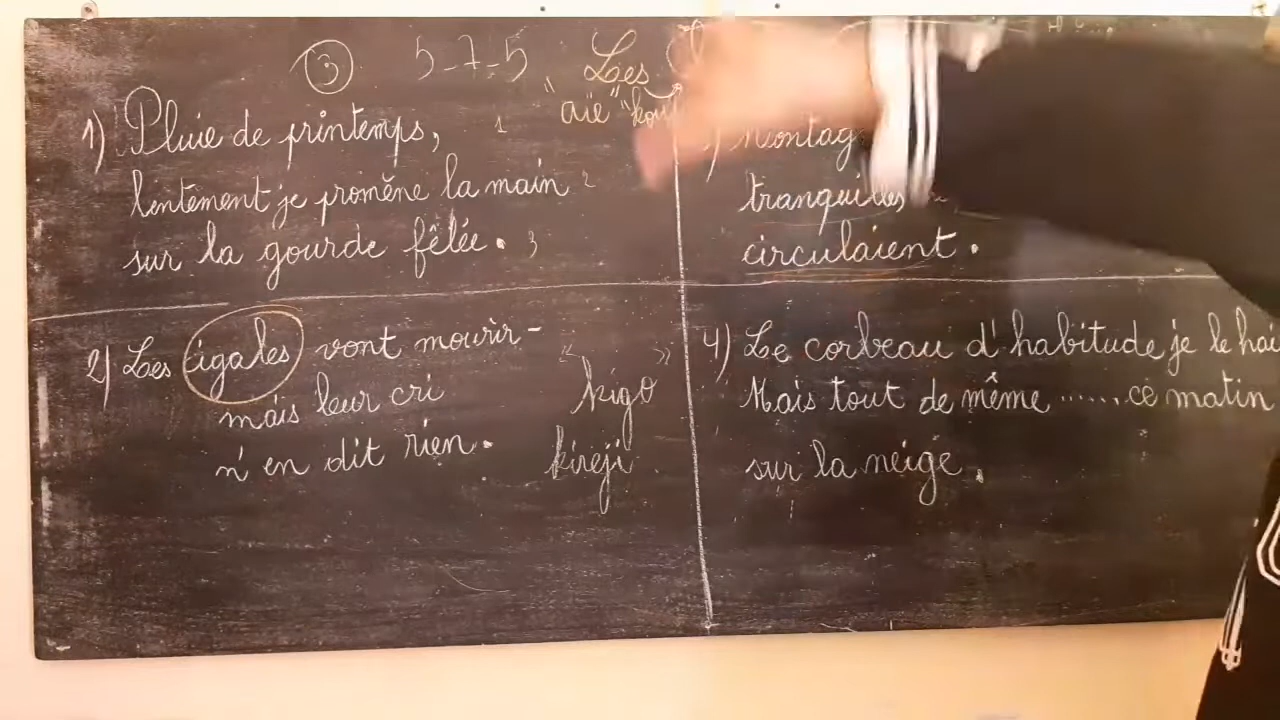 ③ 5-7-5 Les
"aïe" "kou
1) Pluie de printemps, 1
lentement je promène la main 2
sur la gourde fêlée. 3
tranquilles
circulaient.
2) Les cigales vont mourir -
mais leur cri
n'en dit rien.
"kigo"
kireji
4) Le corbeau d'habitude je le hai
Mais tout de même ...... ce matin
sur la neige.